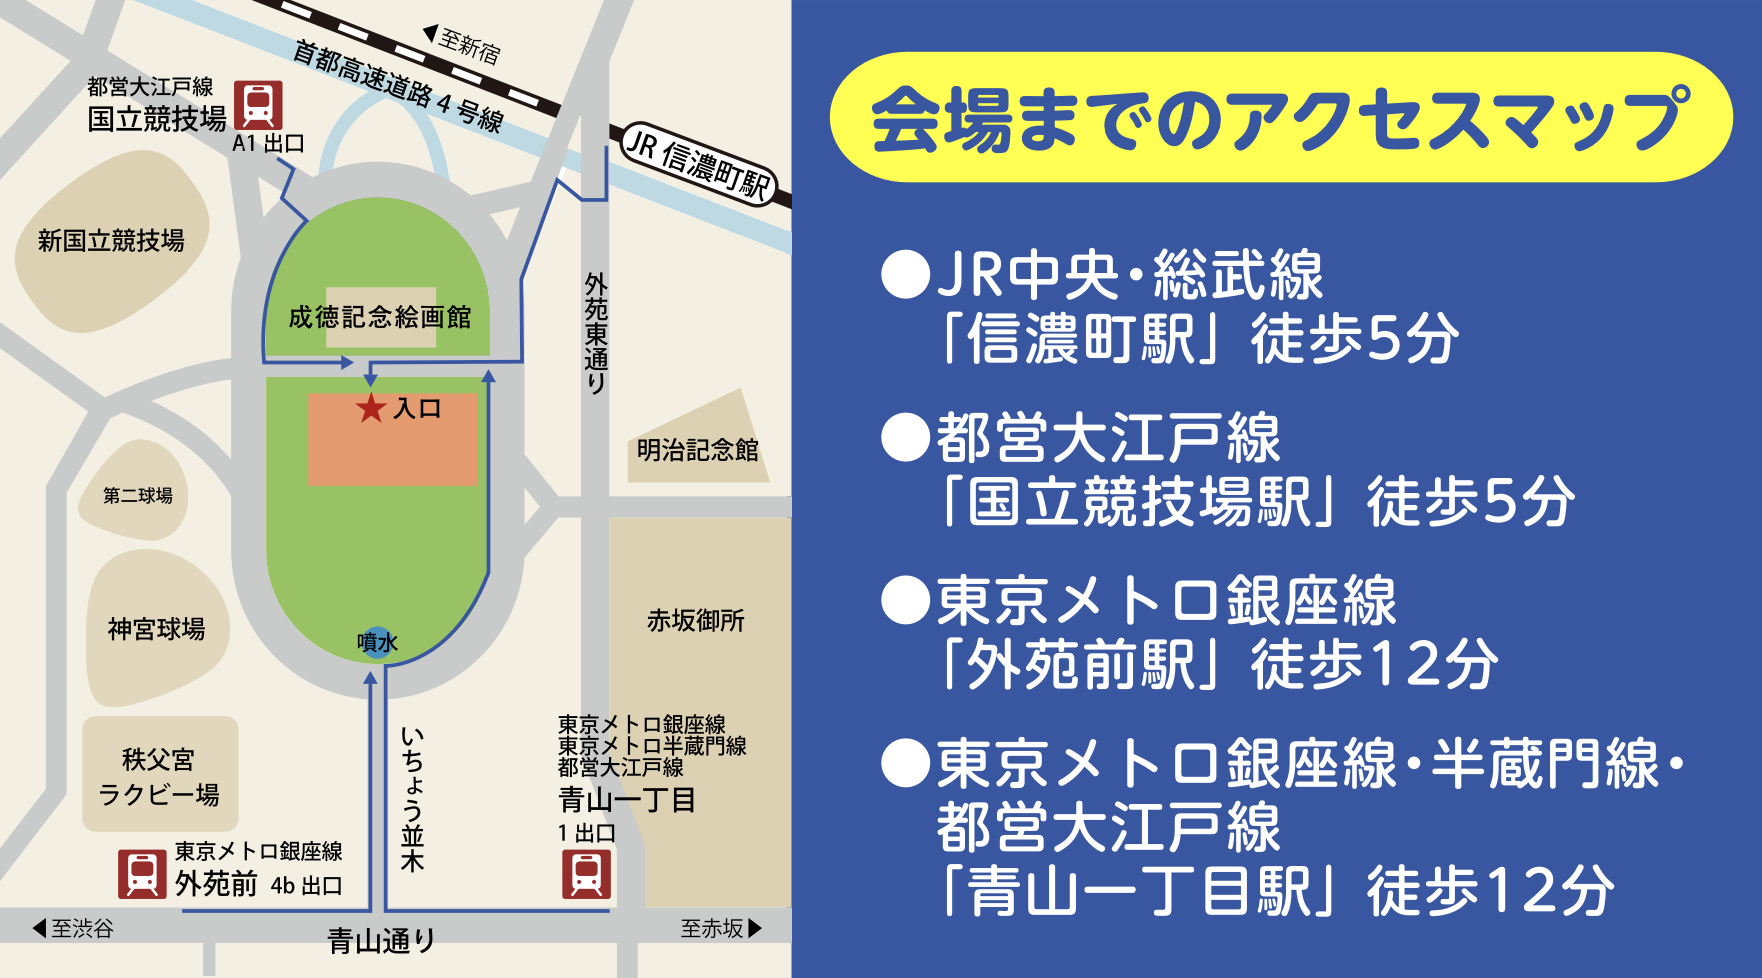 至新宿
首都高速道路 4 号線
JR 信濃町駅
都営大江戸線
国立競技場
A1 出口
新国立競技場
成徳記念絵画館
外苑東通り
入口
明治記念館
第二球場
神宮球場
噴水
赤坂御所
秩父宮
ラクビー場
いちょう並木
東京メトロ銀座線
東京メトロ半蔵門線
都営大江戸線
青山一丁目
1 出口
東京メトロ銀座線
外苑前 4b 出口
至渋谷
青山通り
至赤坂
会場までのアクセスマップ
●JR中央・総武線
「信濃町駅」徒歩5分
●都営大江戸線
「国立競技場駅」徒歩5分
●東京メトロ銀座線
「外苑前駅」徒歩12分
●東京メトロ銀座線・半蔵門線・
都営大江戸線
「青山一丁目駅」徒歩12分